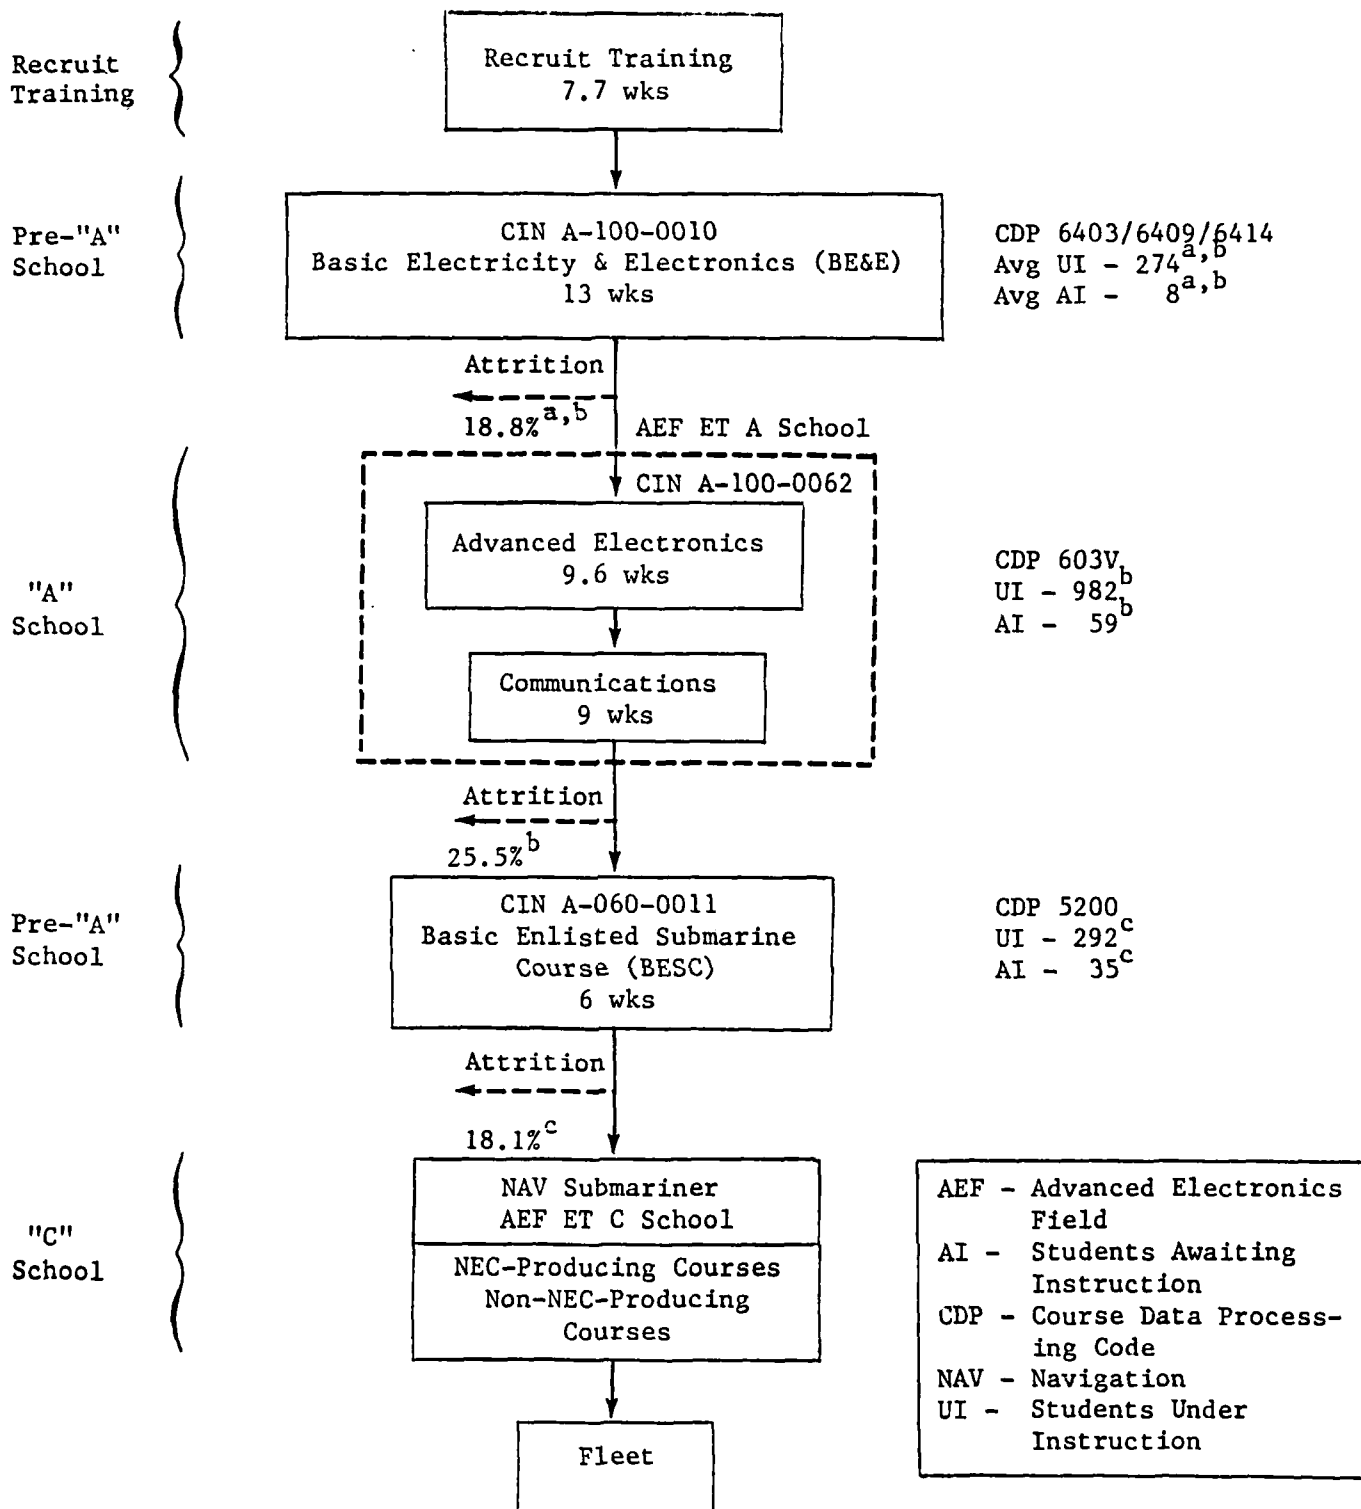 Recruit
Training
Recruit Training
7.7 wks
Pre-"A"
School
CIN A-100-0010
Basic Electricity & Electronics (BE&E)
13 wks
CDP 6403/6409/6414
Avg UI - 274a,b
Avg AI - 8a,b
Attrition
18.8%a,b
AEF ET A School
"A"
School
CIN A-100-0062
Advanced Electronics
9.6 wks
Communications
9 wks
CDP 603V
UI - 982b
AI - 59b
Attrition
25.5%b
Pre-"A"
School
CIN A-060-0011
Basic Enlisted Submarine
Course (BESC)
6 wks
CDP 5200
UI - 292c
AI - 35c
Attrition
18.1%c
"C"
School
NAV Submariner
AEF ET C School
NEC-Producing Courses
Non-NEC-Producing
Courses
Fleet
AEF - Advanced Electronics
Field
AI - Students Awaiting
Instruction
CDP - Course Data Process-
ing Code
NAV - Navigation
UI - Students Under
Instruction